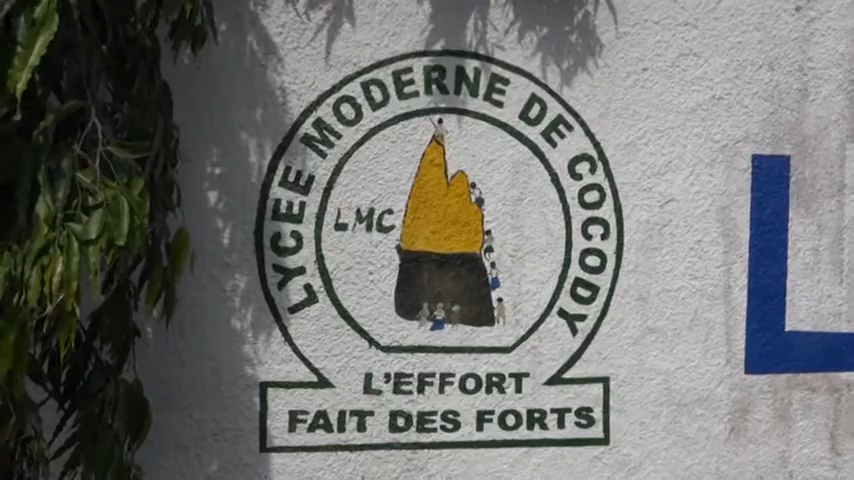 LYCEE MODERNE DE COCODY
LMC
L'EFFORT
FAIT DES FORTS
L